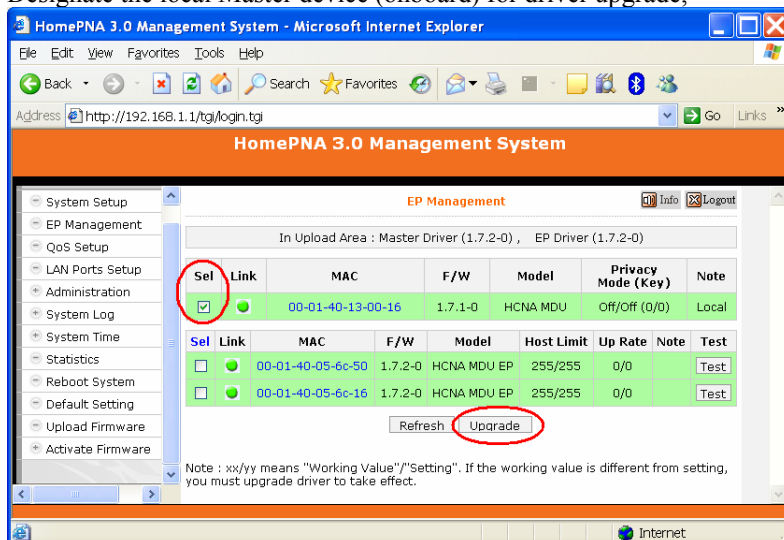 Designate the local Master device (onboard) for driver upgrade,
HomePNA 3.0 Management System - Microsoft Internet Explorer
File Edit View Favorites Tools Help
Back Search Favorites
Address http://192.168.1.1/tgi/login.tgi Go Links »
HomePNA 3.0 Management System
System Setup
EP Management
QoS Setup
LAN Ports Setup
Administration
System Log
System Time
Statistics
Reboot System
Default Setting
Upload Firmware
Activate Firmware
EP Management Info Logout
In Upload Area : Master Driver (1.7.2-0) , EP Driver (1.7.2-0)
Sel Link MAC F/W Model Privacy Mode (Key) Note
00-01-40-13-00-16 1.7.1-0 HCNA MDU Off/Off (0/0) Local
Sel Link MAC F/W Model Host Limit Up Rate Note Test
00-01-40-05-6c-50 1.7.2-0 HCNA MDU EP 255/255 0/0 Test
00-01-40-05-6c-16 1.7.2-0 HCNA MDU EP 255/255 0/0 Test
Refresh Upgrade
Note : xx/yy means "Working Value"/"Setting". If the working value is different from setting,
you must upgrade driver to take effect.
Internet